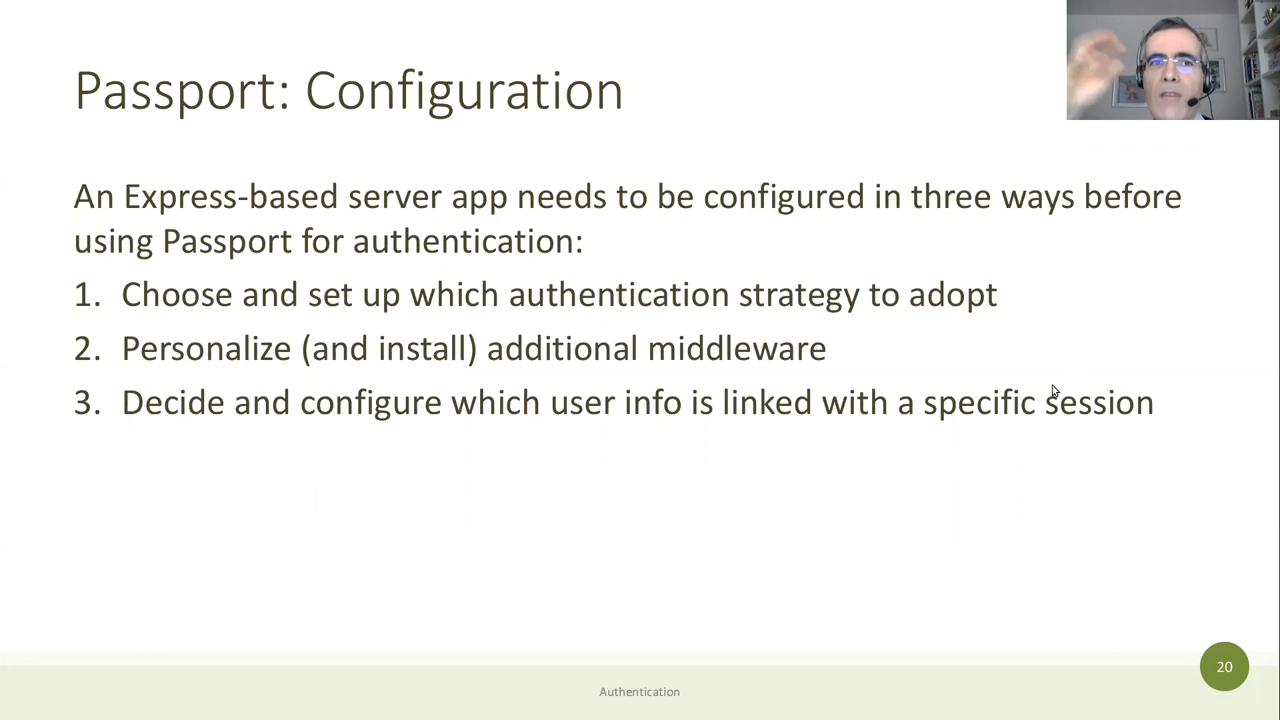 Passport: Configuration
An Express-based server app needs to be configured in three ways before
using Passport for authentication:
1. Choose and set up which authentication strategy to adopt
2. Personalize (and install) additional middleware
3. Decide and configure which user info is linked with a specific session
20
Authentication